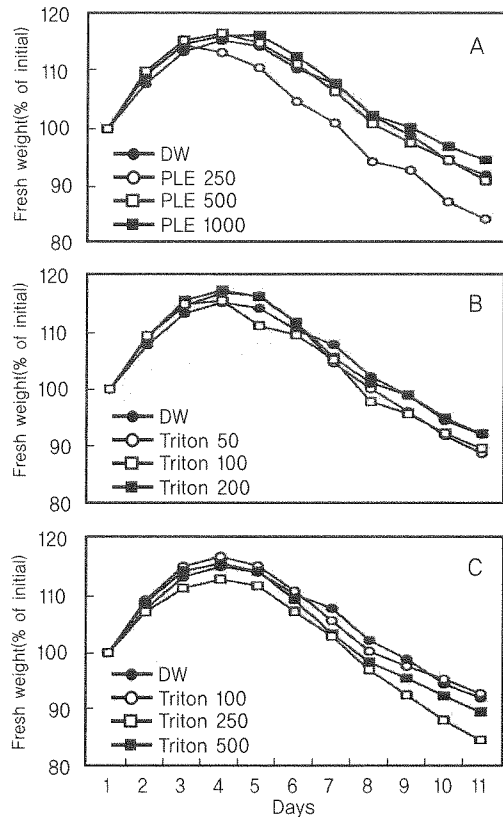 Fresh weight(% of initial)
120
110
100
90
80
A
DW
PLE 250
PLE 500
PLE 1000
Fresh weight(% of initial)
120
110
100
90
80
B
DW
Triton 50
Triton 100
Triton 200
Fresh weight(% of initial)
120
110
100
90
80
C
DW
Triton 100
Triton 250
Triton 500
1 2 3 4 5 6 7 8 9 10 11
Days